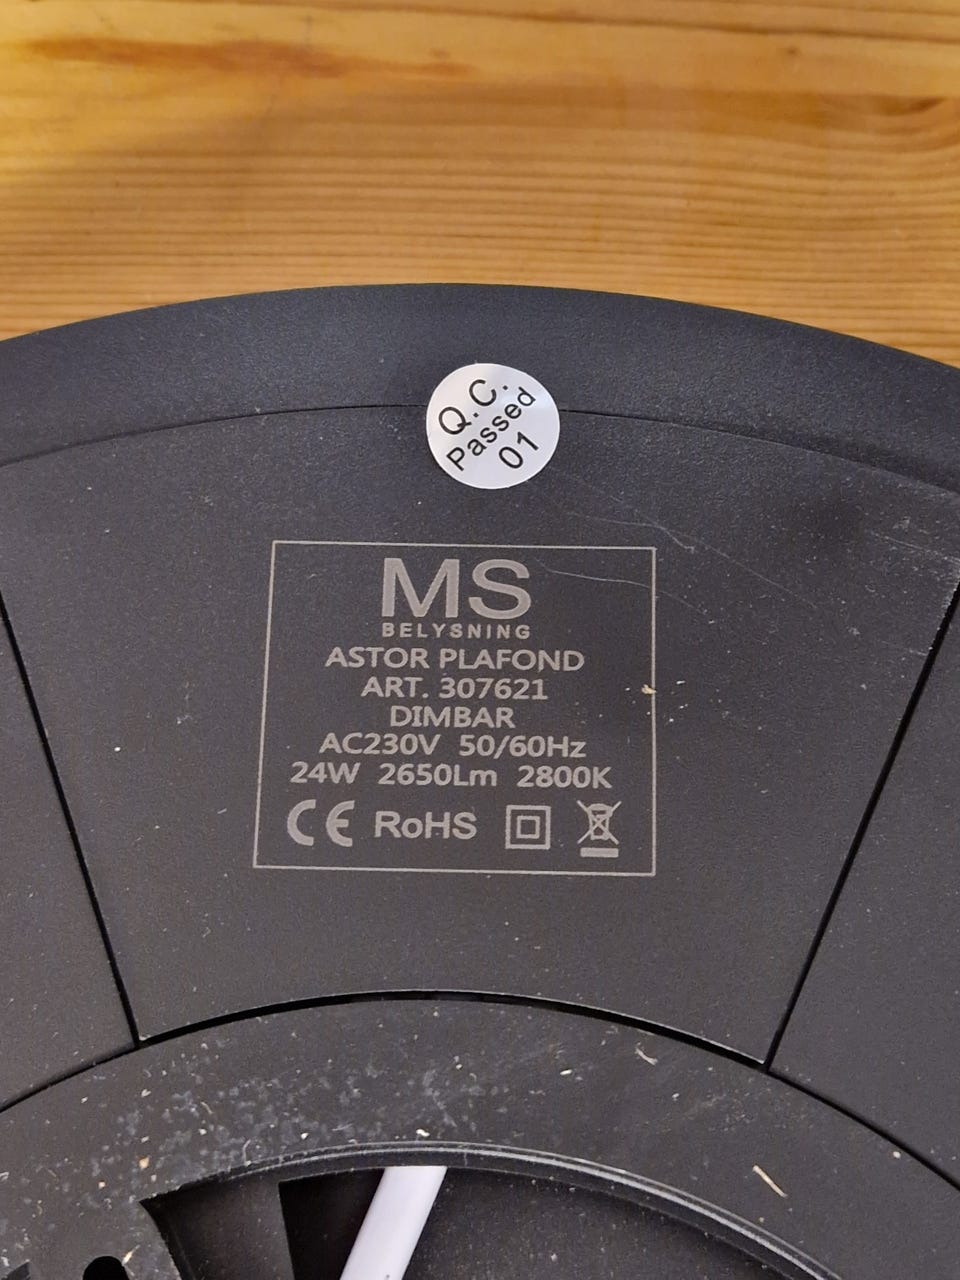 Q.C.
Passed
01
MS
BELYSNING
ASTOR PLAFOND
ART. 307621
DIMBAR
AC230V 50/60Hz
24W 2650Lm 2800K
CE RoHS